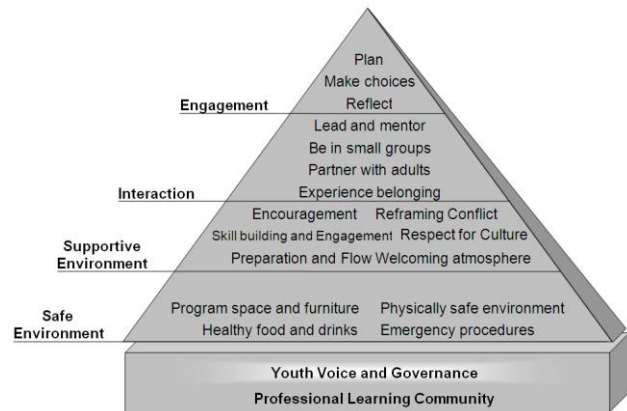 Plan
Make choices
Engagement
Reflect
Lead and mentor
Be in small groups
Partner with adults
Interaction
Experience belonging
Encouragement Reframing Conflict
Skill building and Engagement Respect for Culture
Supportive
Environment
Preparation and Flow Welcoming atmosphere
Program space and furniture Physically safe environment
Safe
Environment
Healthy food and drinks Emergency procedures
Youth Voice and Governance
Professional Learning Community